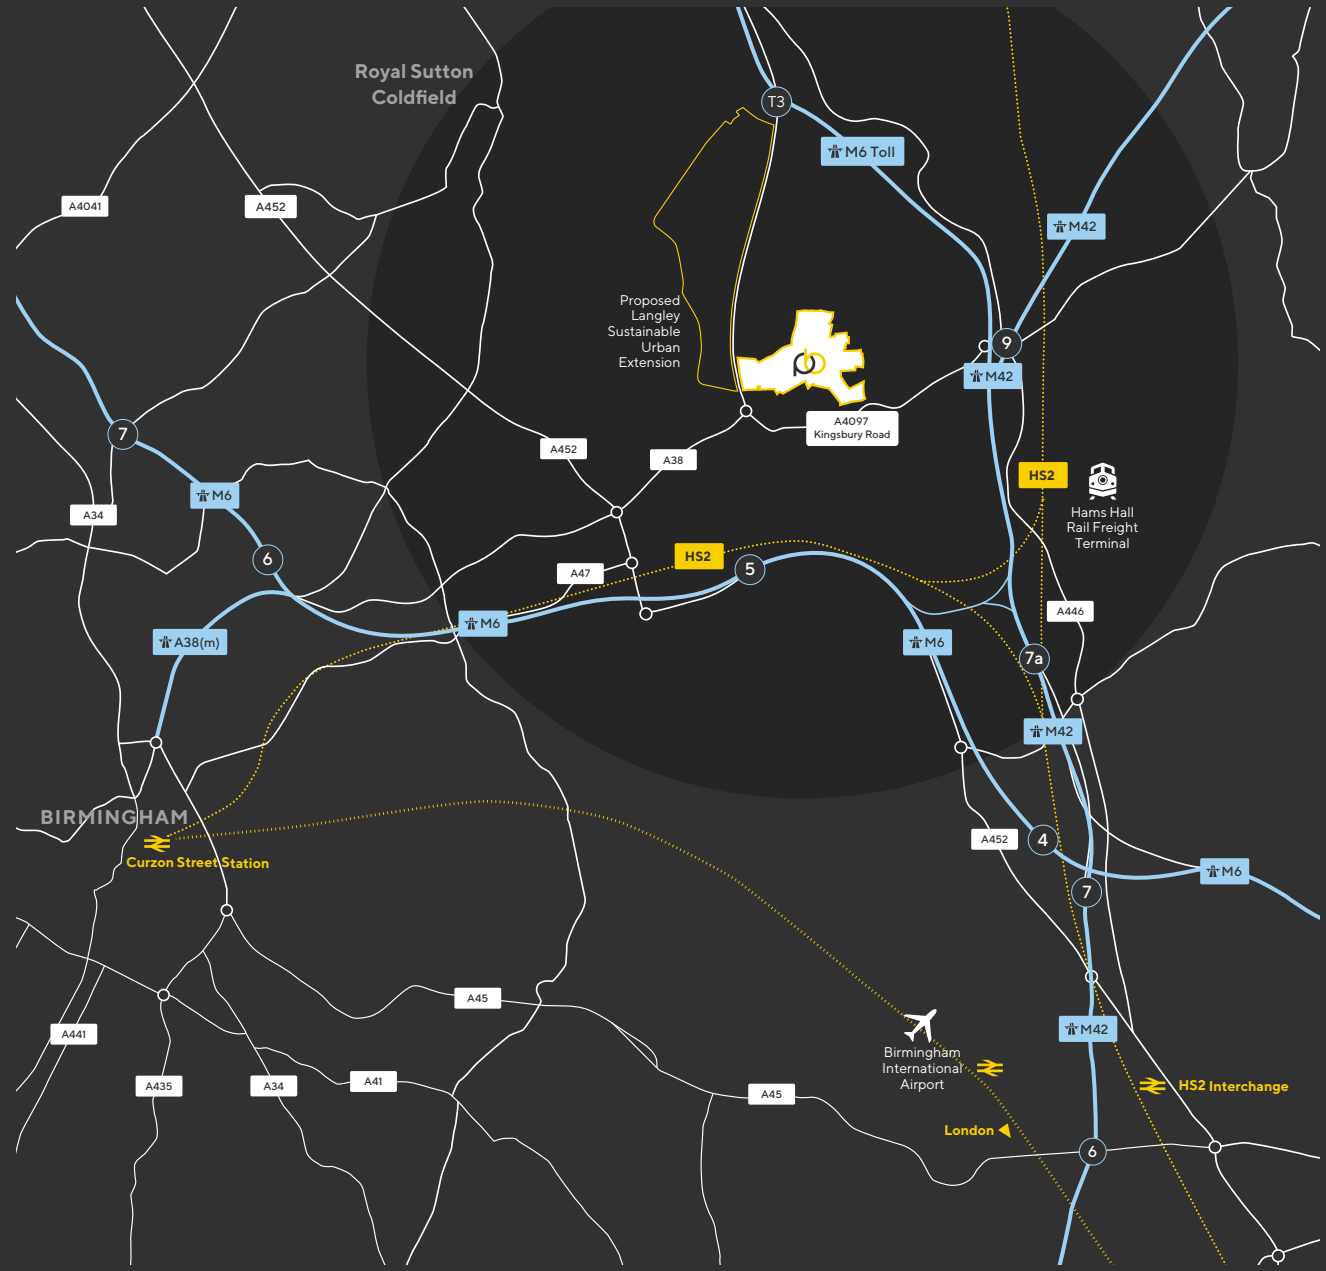 Royal Sutton
Coldfield
T3
M6 Toll
A4041
A452
M42
Proposed
Langley
Sustainable
Urban
Extension
pb
9
M42
A4097
Kingsbury Road
7
A452
A38
M6
HS2
A34
Hams Hall
Rail Freight
Terminal
6
HS2
5
A47
A446
M6
A38(m)
M6
7a
M42
BIRMINGHAM
Curzon Street Station
A452
4
M6
7
A45
A441
M42
Birmingham
International
Airport
A435
A34
A41
HS2 Interchange
A45
London
6